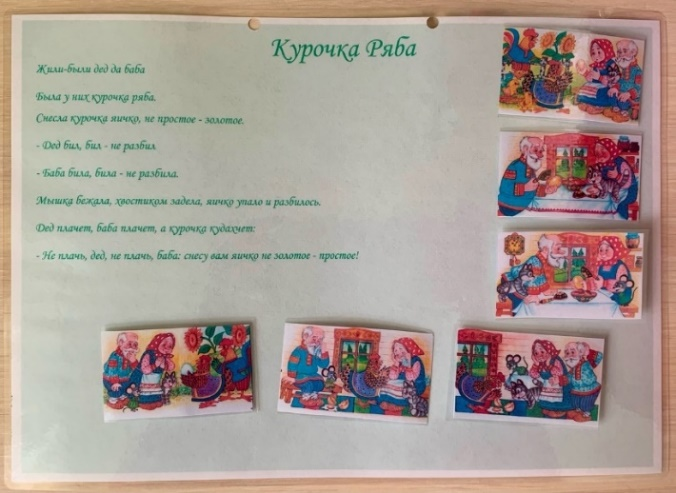 Курочка Ряба
Жили-были дед да баба
Была у них курочка ряба.
Снесла курочка яичко, не простое - золотое.
- Дед бил, бил - не разбил
- Баба била, била - не разбила.
Мышка бежала, хвостиком задела, яичко упало и разбилось.
Дед плачет, баба плачет, а курочка кудахчет:
- Не плачь, дед, не плачь, баба: снесу вам яичко не золотое - простое!